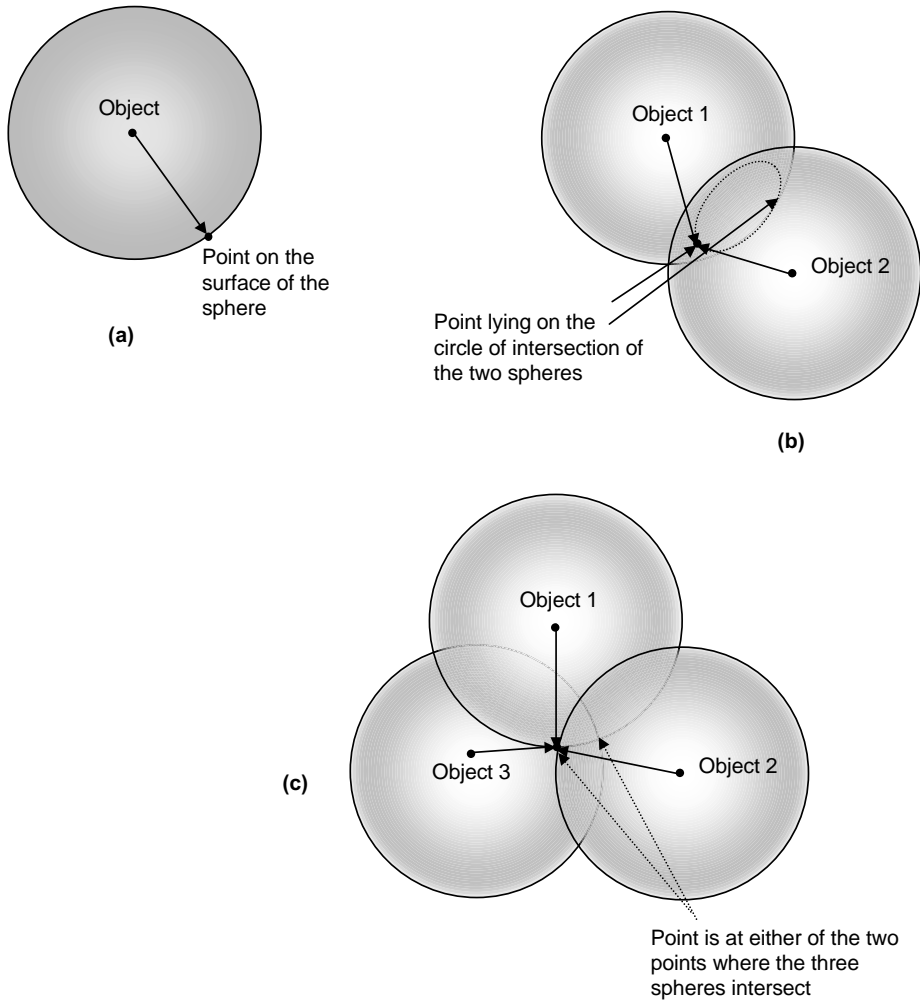 Object
Point on the
surface of the
sphere
(a)
Object 1
Object 2
Point lying on the
circle of intersection of
the two spheres
(b)
Object 1
Object 3
Object 2
(c)
Point is at either of the two
points where the three
spheres intersect